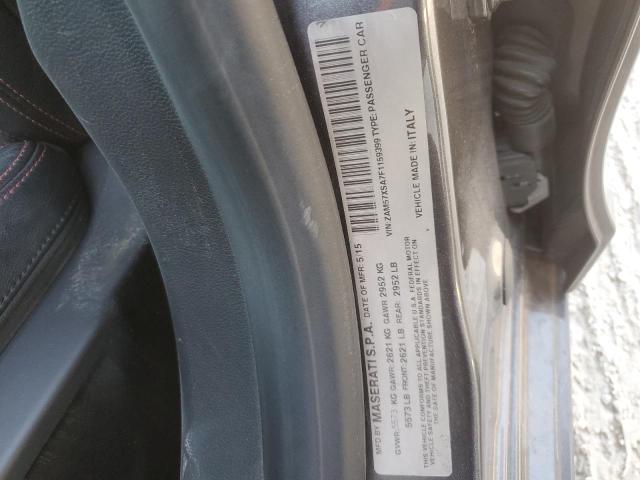 MFD BY MASERATI S.P.A. DATE OF MFR: 5/15
GVWR: 5573 KG GAWR: 2621 KG GAWR 2952 KG
5573 LB FRONT: 2621 LB REAR: 2952 LB
THIS VEHICLE CONFORMS TO ALL APPLICABLE U.S.A. FEDERAL MOTOR
VEHICLE SAFETY AND THEFT PREVENTION STANDARDS IN EFFECT ON
THE DATE OF MANUFACTURE SHOWN ABOVE
VIN: ZAM57XSA7F1159399 TYPE: PASSENGER CAR
VEHICLE MADE IN: ITALY